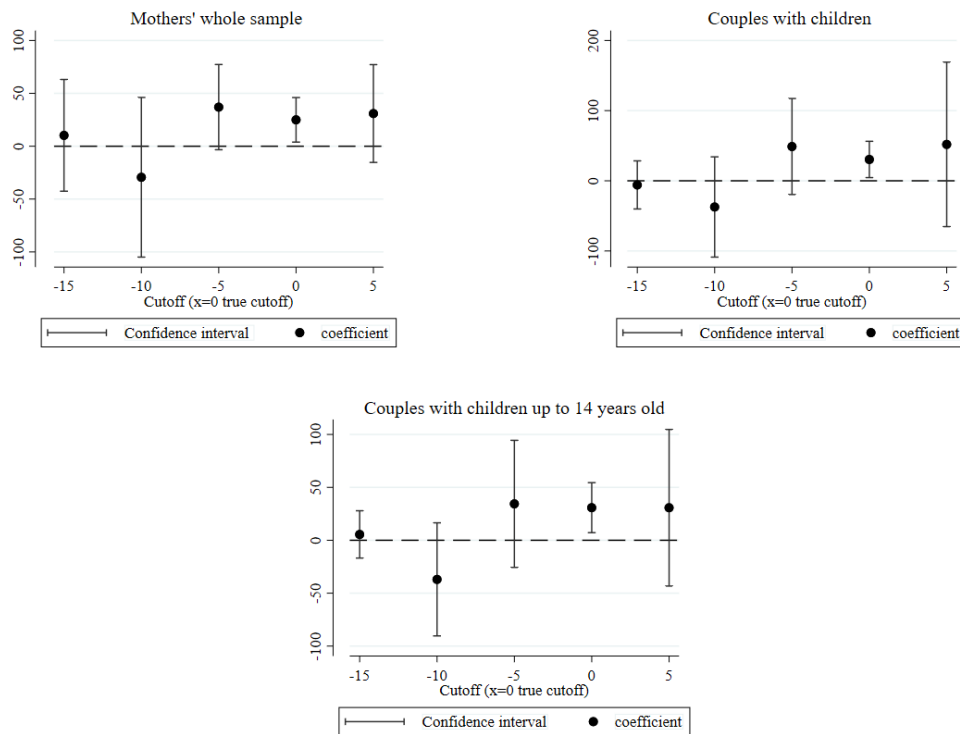 Mothers' whole sample
100
50
0
-50
-100
-15 -10 -5 0 5
Cutoff (x=0 true cutoff)
Confidence interval coefficient
Couples with children
200
100
0
-100
-15 -10 -5 0 5
Cutoff (x=0 true cutoff)
Confidence interval coefficient
Couples with children up to 14 years old
100
50
0
-50
-100
-15 -10 -5 0 5
Cutoff (x=0 true cutoff)
Confidence interval coefficient